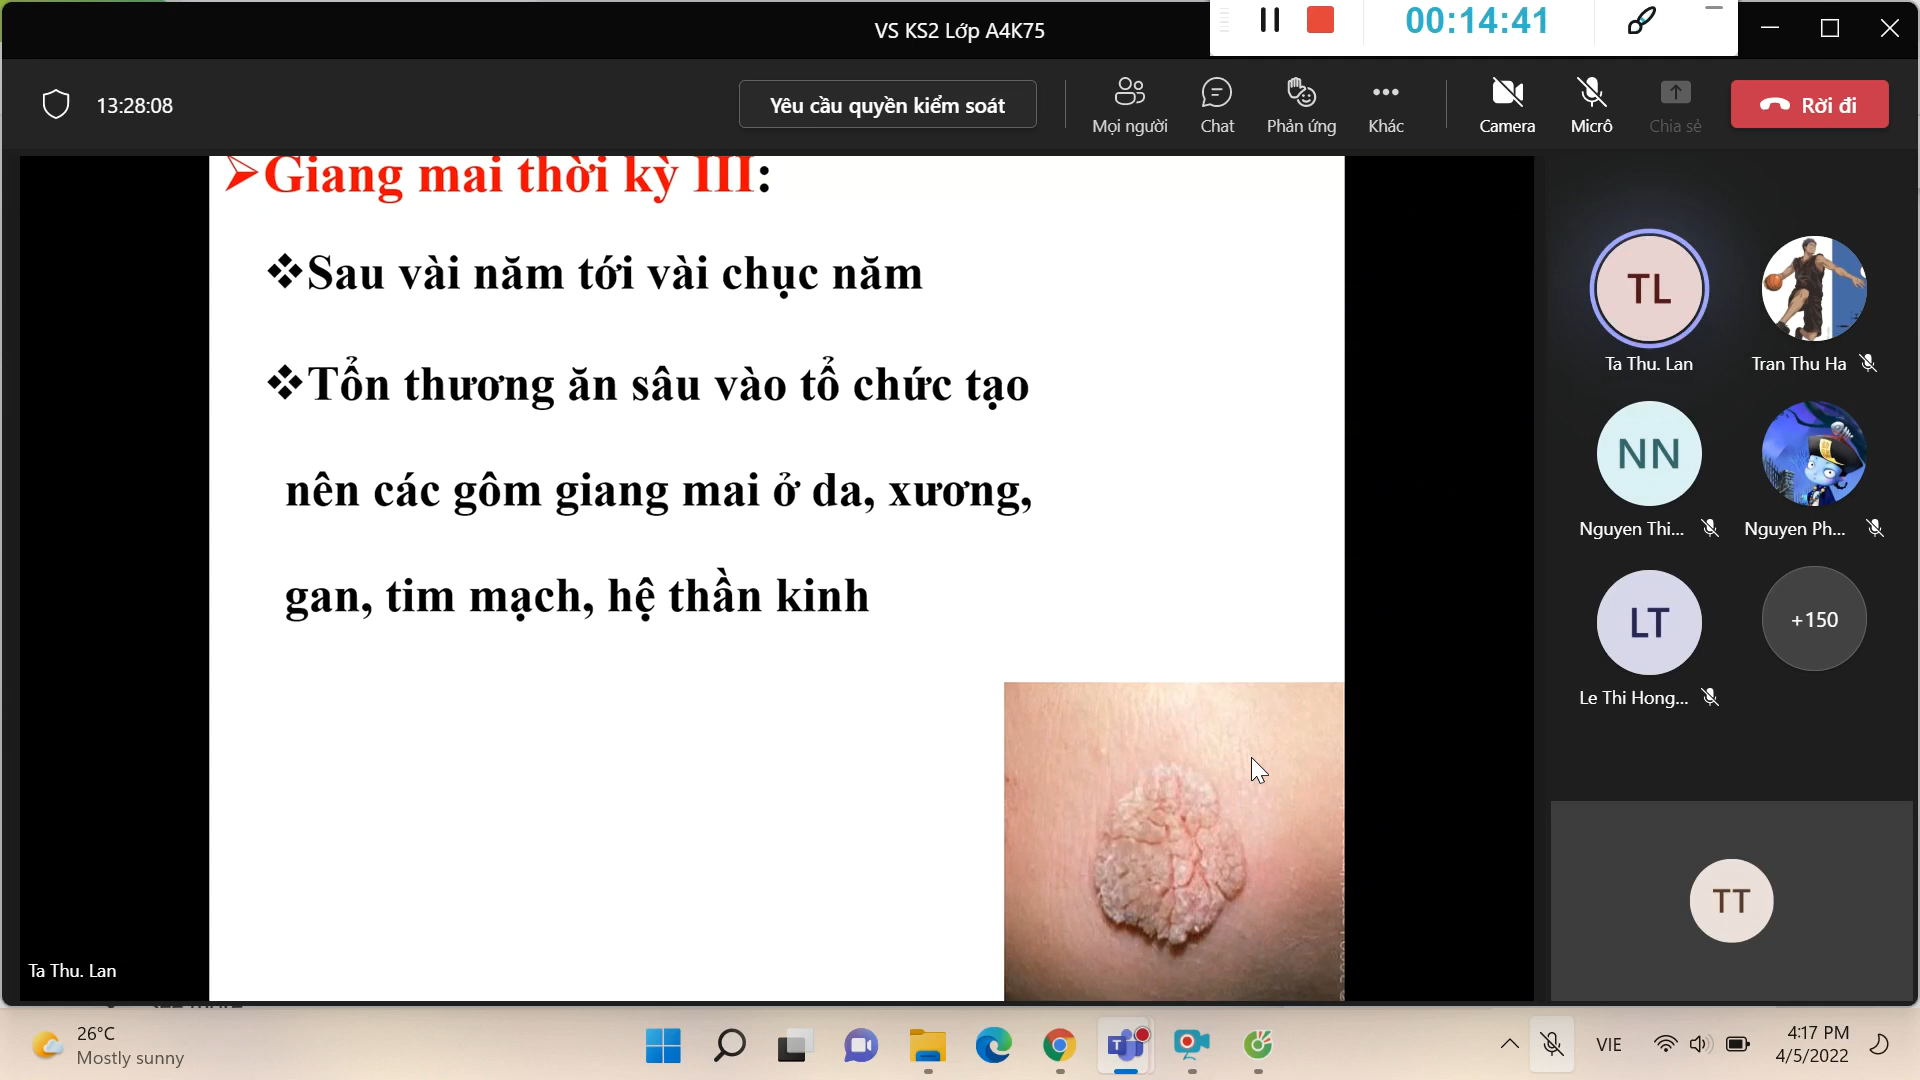 VS KS2 Lớp A4K75
00:14:41
13:28:08
Yêu cầu quyền kiểm soát
Mọi người
Chat
Phản ứng
Khác
Camera
Micrô
Chia sẻ
Rời đi
➢Giang mai thời kỳ III:
❖Sau vài năm tới vài chục năm
❖Tổn thương ăn sâu vào tổ chức tạo
nên các gôm giang mai ở da, xương,
gan, tim mạch, hệ thần kinh
TL
Ta Thu. Lan
Tran Thu Ha
NN
Nguyen Thi...
Nguyen Ph...
LT
Le Thi Hong...
+150
TT
Ta Thu. Lan
26°C
Mostly sunny
VIE
4:17 PM
4/5/2022